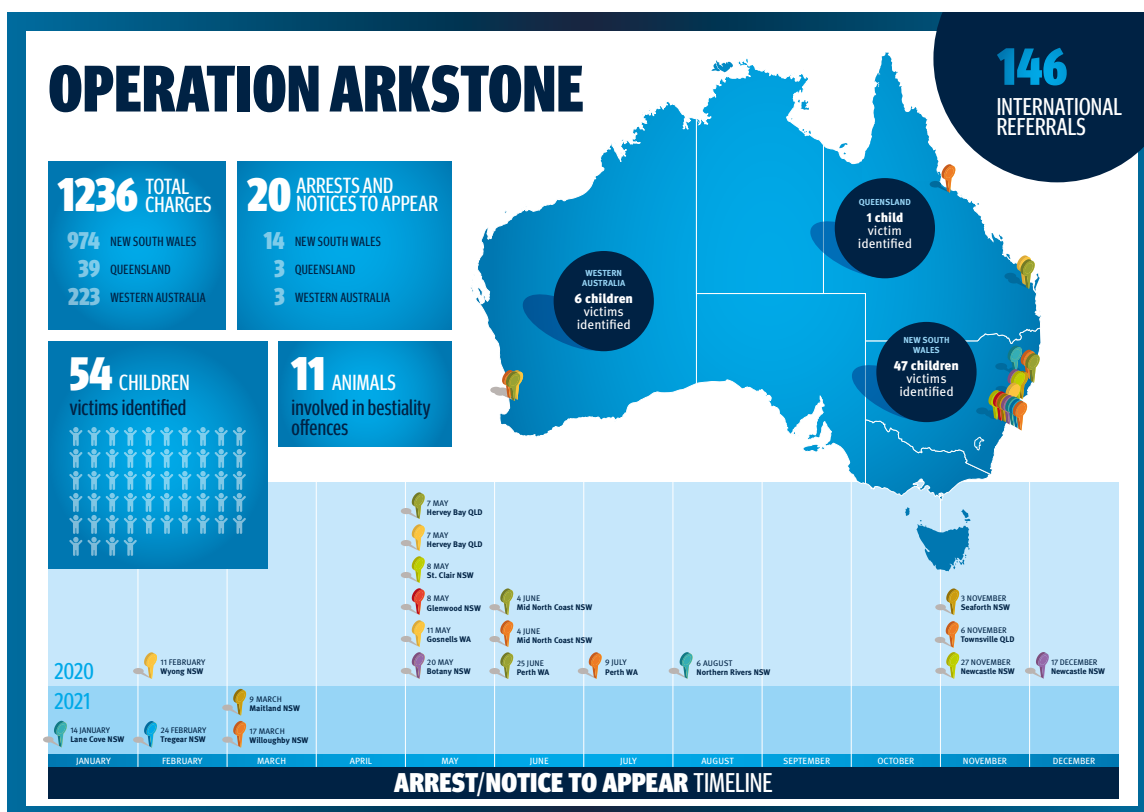 OPERATION ARKSTONE
146
INTERNATIONAL
REFERRALS
1236 TOTAL
CHARGES
974 NEW SOUTH WALES
39 QUEENSLAND
223 WESTERN AUSTRALIA
20 ARRESTS AND
NOTICES TO APPEAR
14 NEW SOUTH WALES
3 QUEENSLAND
3 WESTERN AUSTRALIA
54 CHILDREN
victims identified
11 ANIMALS
involved in bestiality
offences
QUEENSLAND
1 child
victim
identified
WESTERN
AUSTRALIA
6 children
victims
identified
NEW SOUTH
WALES
47 children
victims
identified
2020
11 FEBRUARY
Wyong NSW
7 MAY
Hervey Bay QLD
7 MAY
Hervey Bay QLD
8 MAY
St. Clair NSW
8 MAY
Glenwood NSW
11 MAY
Gosnells WA
20 MAY
Botany NSW
4 JUNE
Mid North Coast NSW
4 JUNE
Mid North Coast NSW
25 JUNE
Perth WA
9 JULY
Perth WA
6 AUGUST
Northern Rivers NSW
3 NOVEMBER
Seaforth NSW
6 NOVEMBER
Townsville QLD
27 NOVEMBER
Newcastle NSW
17 DECEMBER
Newcastle NSW
2021
14 JANUARY
Lane Cove NSW
24 FEBRUARY
Tregear NSW
9 MARCH
Maitland NSW
17 MARCH
Willoughby NSW
JANUARY FEBRUARY MARCH APRIL MAY JUNE JULY AUGUST SEPTEMBER OCTOBER NOVEMBER DECEMBER
ARREST/NOTICE TO APPEAR TIMELINE